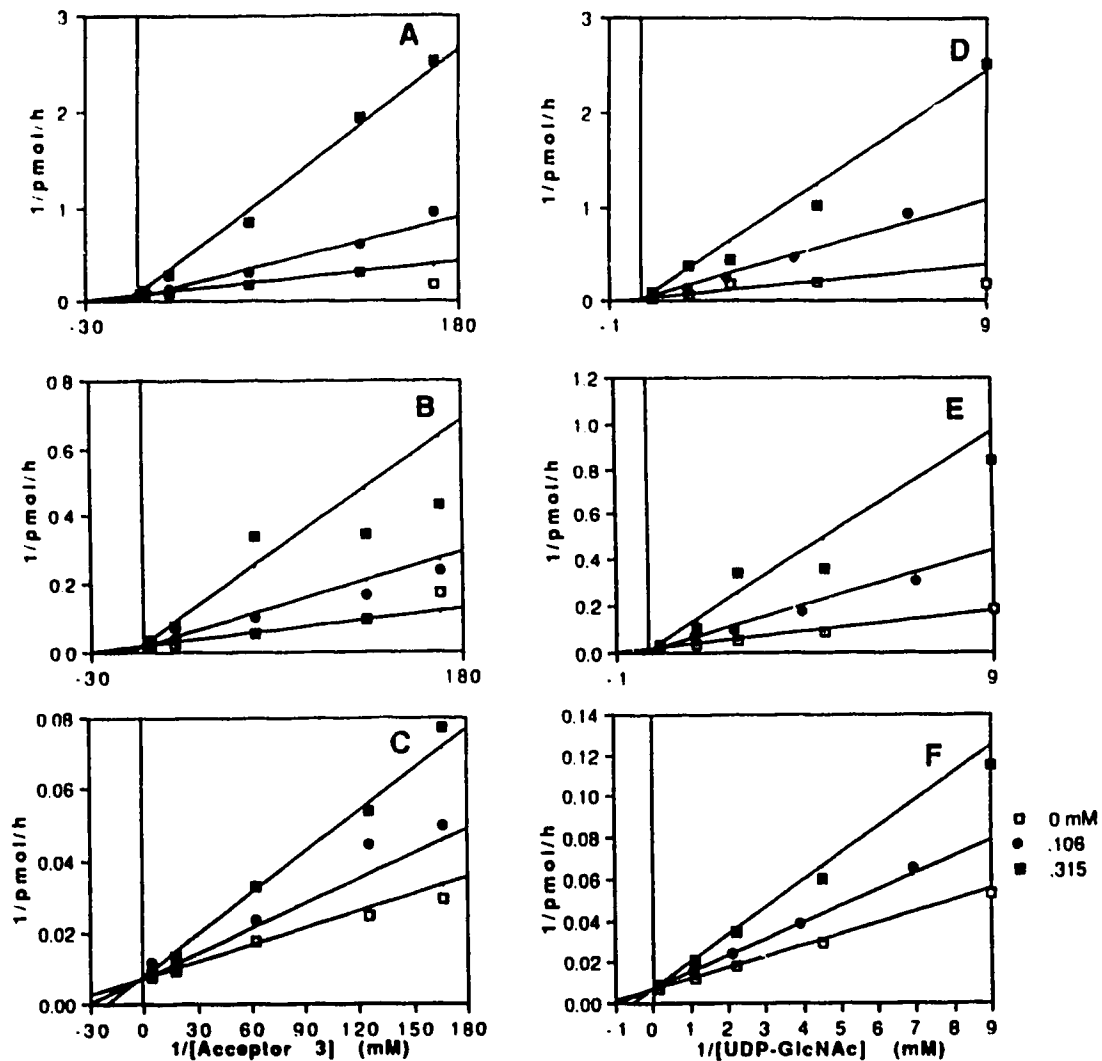 A
3
2
1
0
1/pmol/h
-30
180
D
3
2
1
0
1/pmol/h
-1
9
B
0.8
0.6
0.4
0.2
0.0
1/pmol/h
-30
180
E
1.2
1.0
0.8
0.6
0.4
0.2
0.0
1/pmol/h
-1
9
C
0.08
0.06
0.04
0.02
0.00
1/pmol/h
-30 0 30 60 90 120 150 180
1/[Acceptor 3] (mM)
F
0.14
0.12
0.10
0.08
0.06
0.04
0.02
0.00
1/pmol/h
-1 0 1 2 3 4 5 6 7 8 9
1/[UDP-GlcNAc] (mM)
0 mM
.106
.315